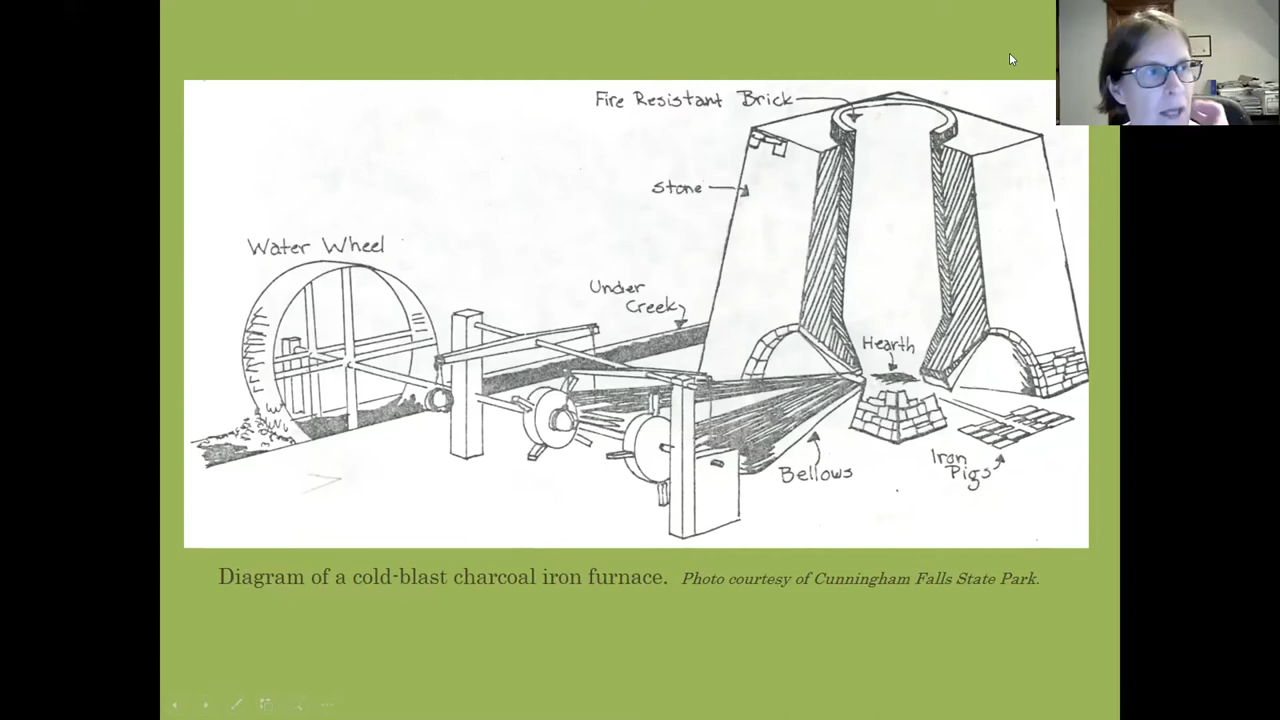 Fire Resistant Brick
Stone
Water Wheel
Under
Creek
Hearth
Bellows
Iron
Pigs
Diagram of a cold-blast charcoal iron furnace. Photo courtesy of Cunningham Falls State Park.